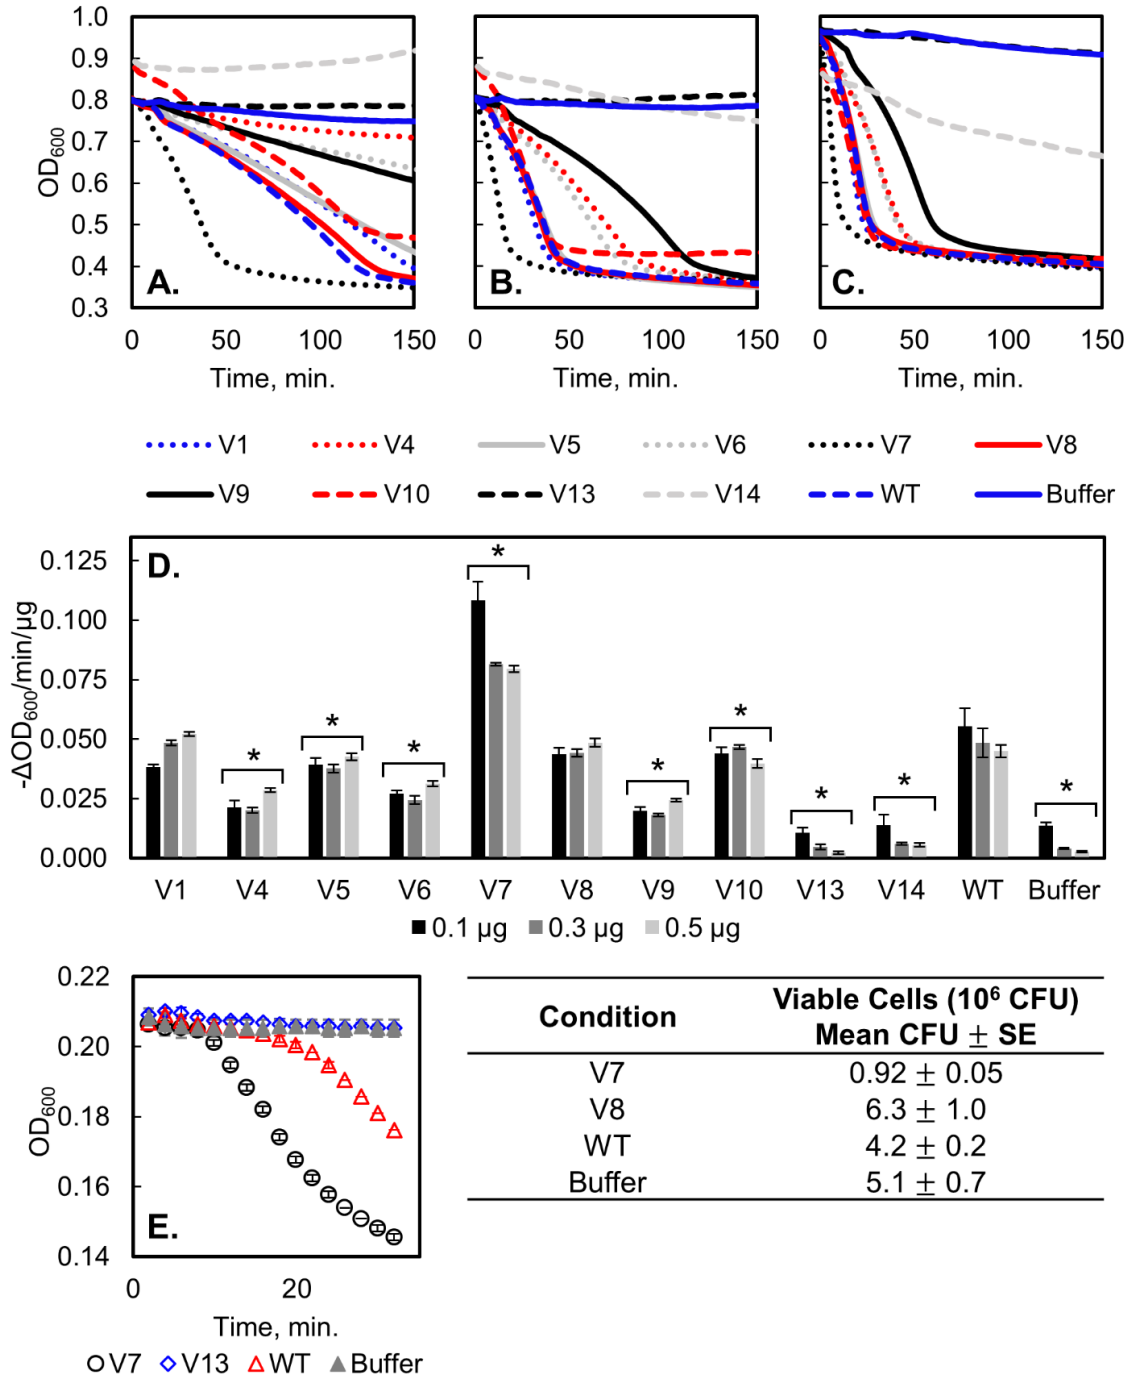 1.0
0.9
0.8
0.7
0.6
0.5
0.4
0.3
OD600
A.
B.
C.
0 50 100 150
0 50 100 150
0 50 100 150
Time, min.
Time, min.
Time, min.
V1 V4 V5 V6 V7 V8
V9 V10 V13 V14 WT Buffer
0.125
0.100
0.075
0.050
0.025
0.000
-ΔOD600/min/µg
D.
* * * * * * * * *
V1 V4 V5 V6 V7 V8 V9 V10 V13 V14 WT Buffer
0.1 µg 0.3 µg 0.5 µg
0.22
0.20
0.18
0.16
0.14
OD600
E.
0 20
Time, min.
V7 V13 WT Buffer
Condition Viable Cells (10⁶ CFU)
Mean CFU ± SE
V7 0.92 ± 0.05
V8 6.3 ± 1.0
WT 4.2 ± 0.2
Buffer 5.1 ± 0.7